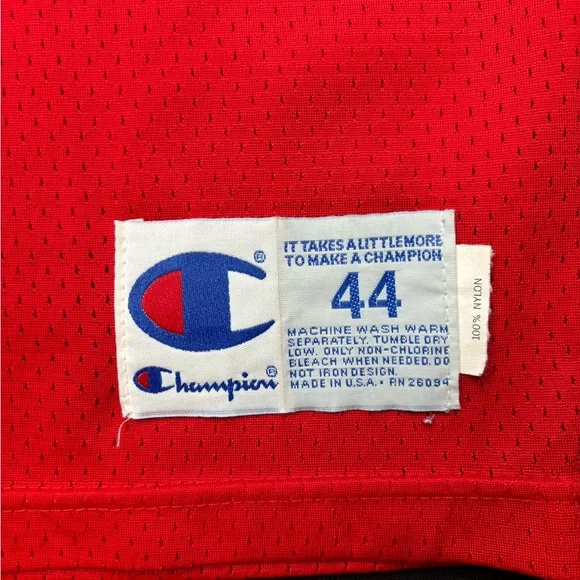 ®
Champion®
IT TAKES A LITTLE MORE
TO MAKE A CHAMPION
44
MACHINE WASH WARM
SEPARATELY. TUMBLE DRY
LOW. ONLY NON-CHLORINE
BLEACH WHEN NEEDED. DO
NOT IRON DESIGN.
MADE IN U.S.A. • RN 26094
100% NYLON